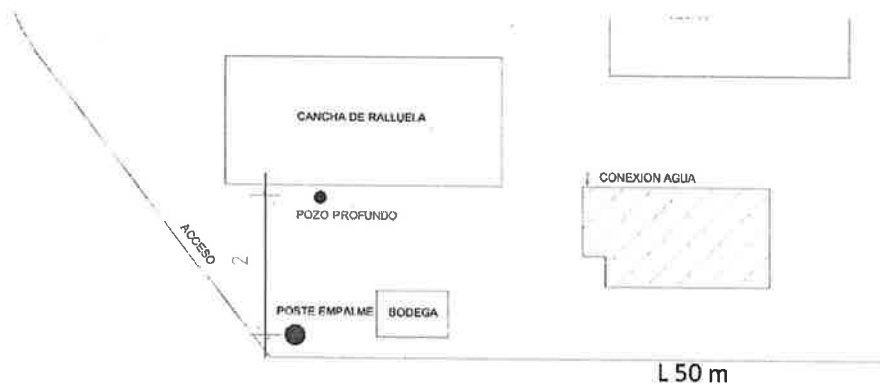 CANCHA DE RALLUELA
CONEXION AGUA
POZO PROFUNDO
ACCESO
2
POSTE EMPALME
BODEGA
L 50 m